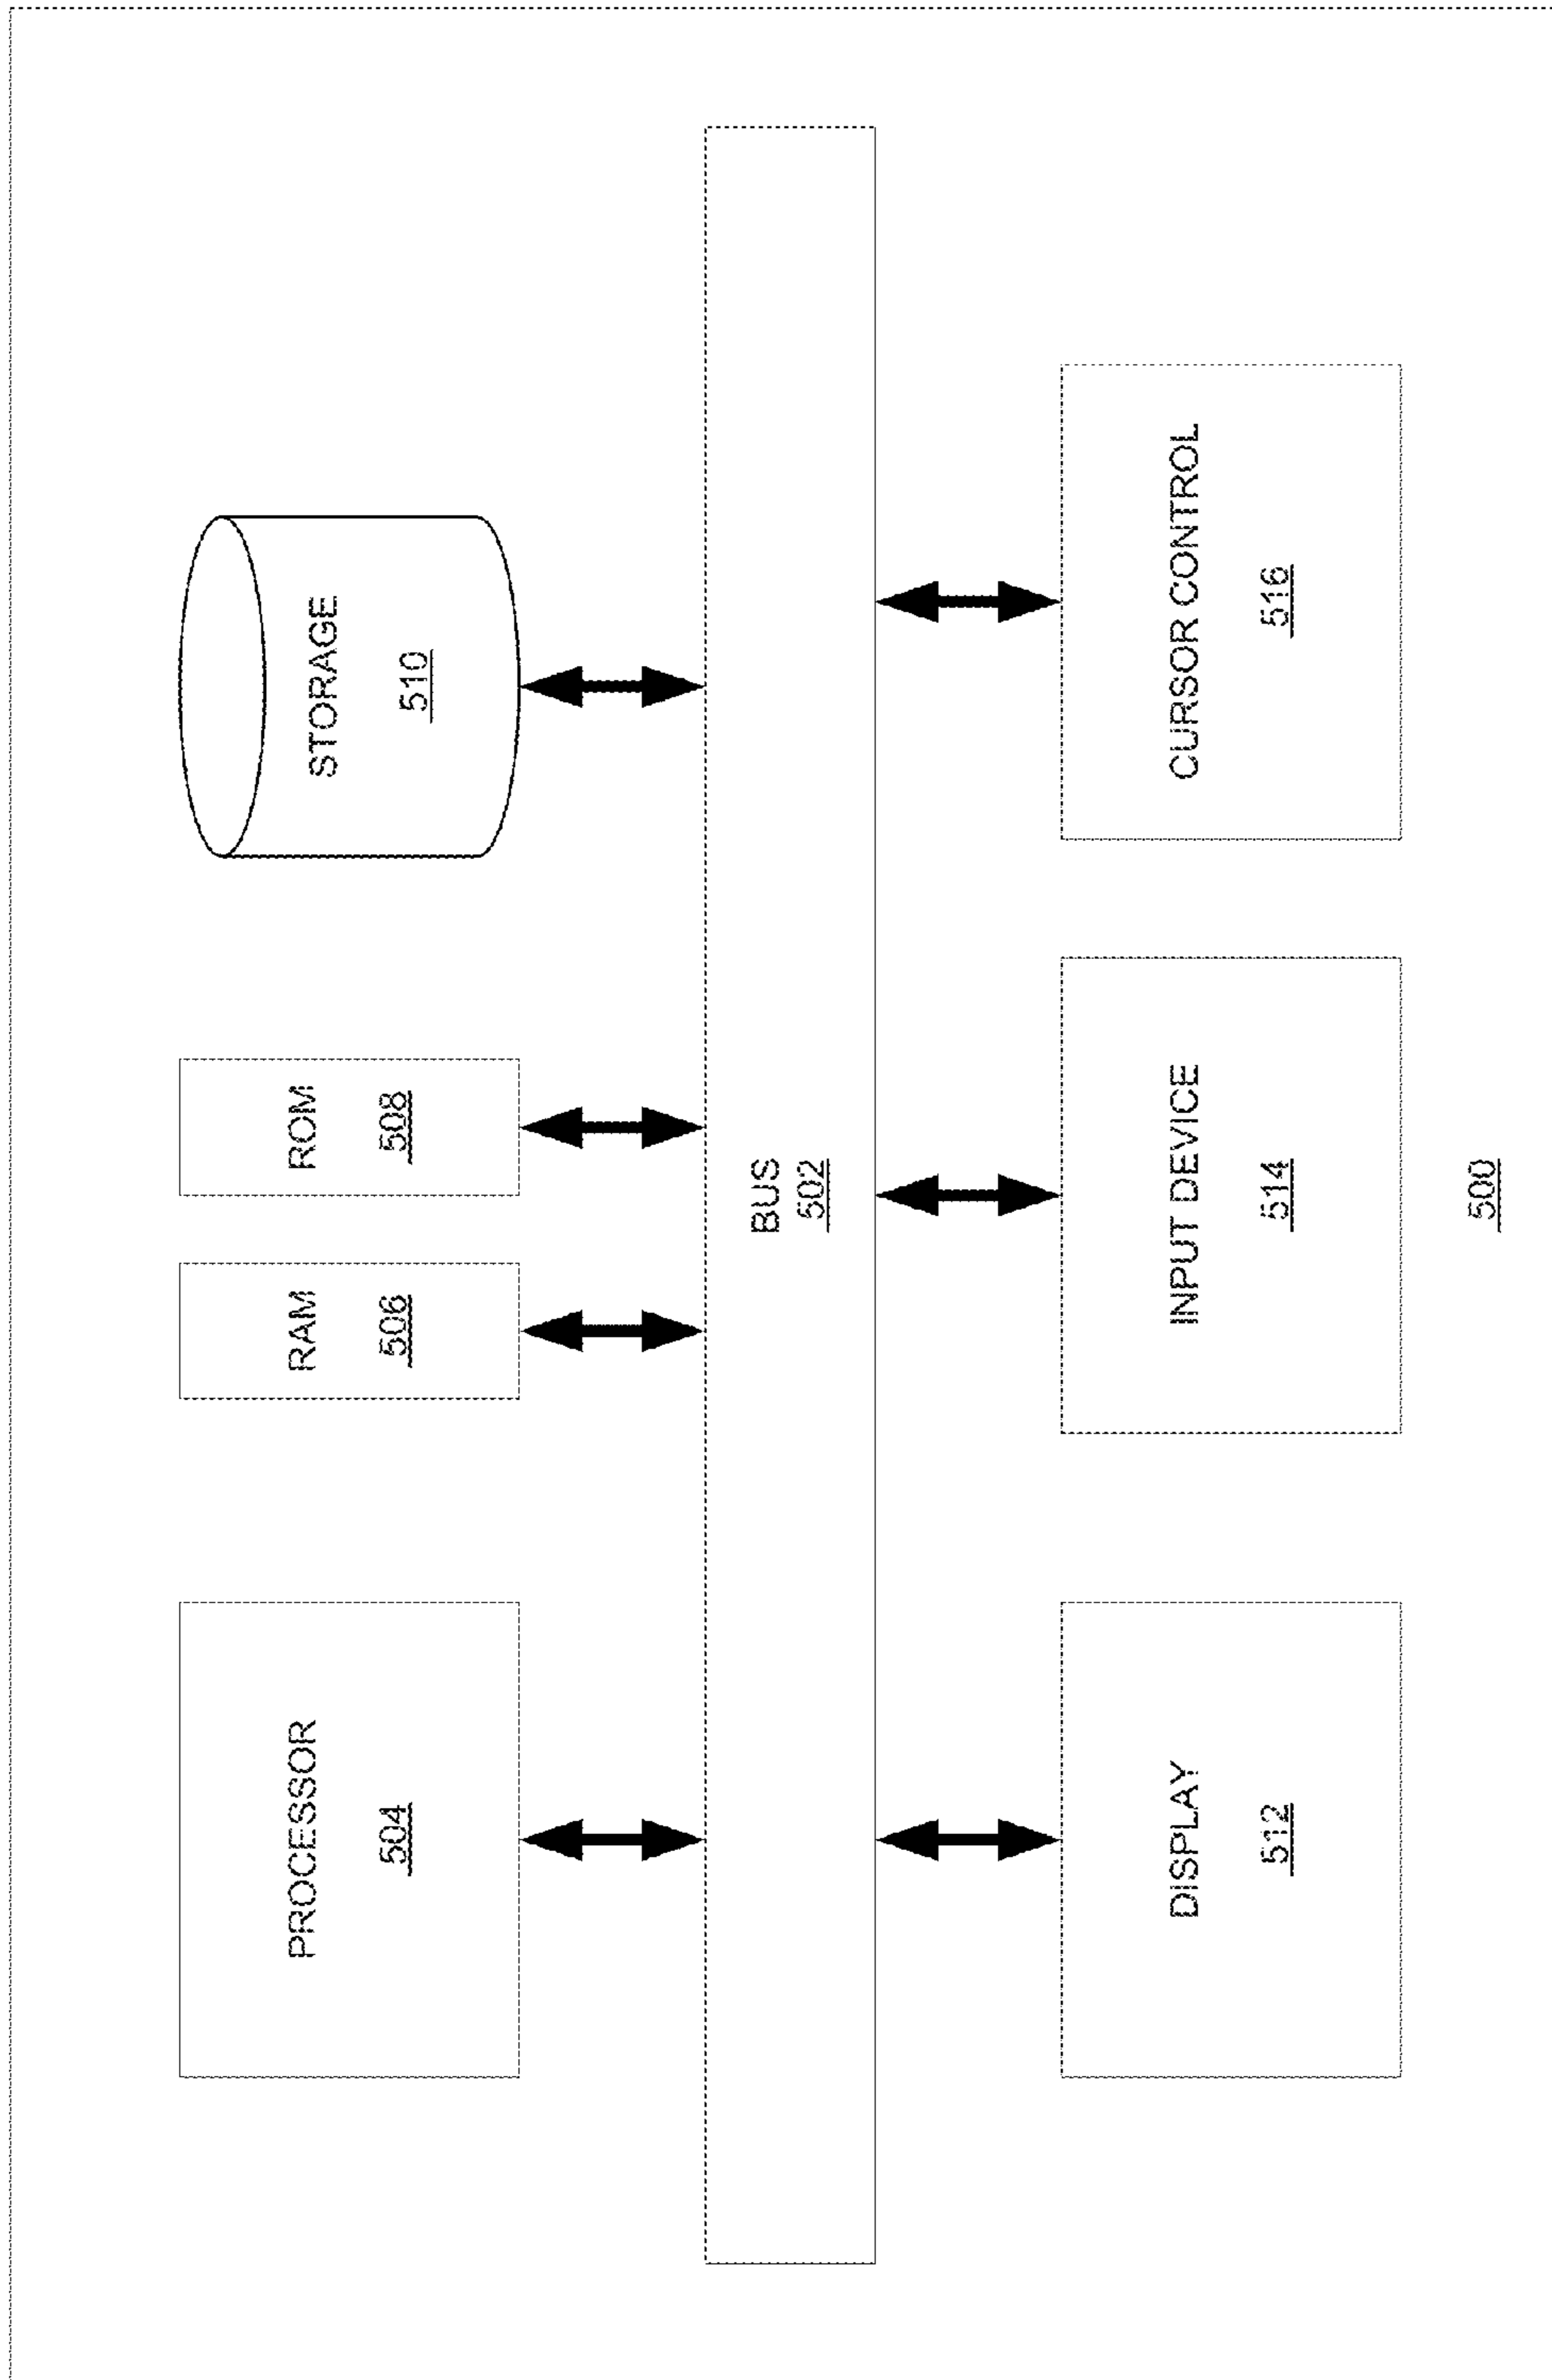 PROCESSOR
504
RAM
506
ROM
508
STORAGE
510
BUS
502
DISPLAY
512
INPUT DEVICE
514
CURSOR CONTROL
516
500